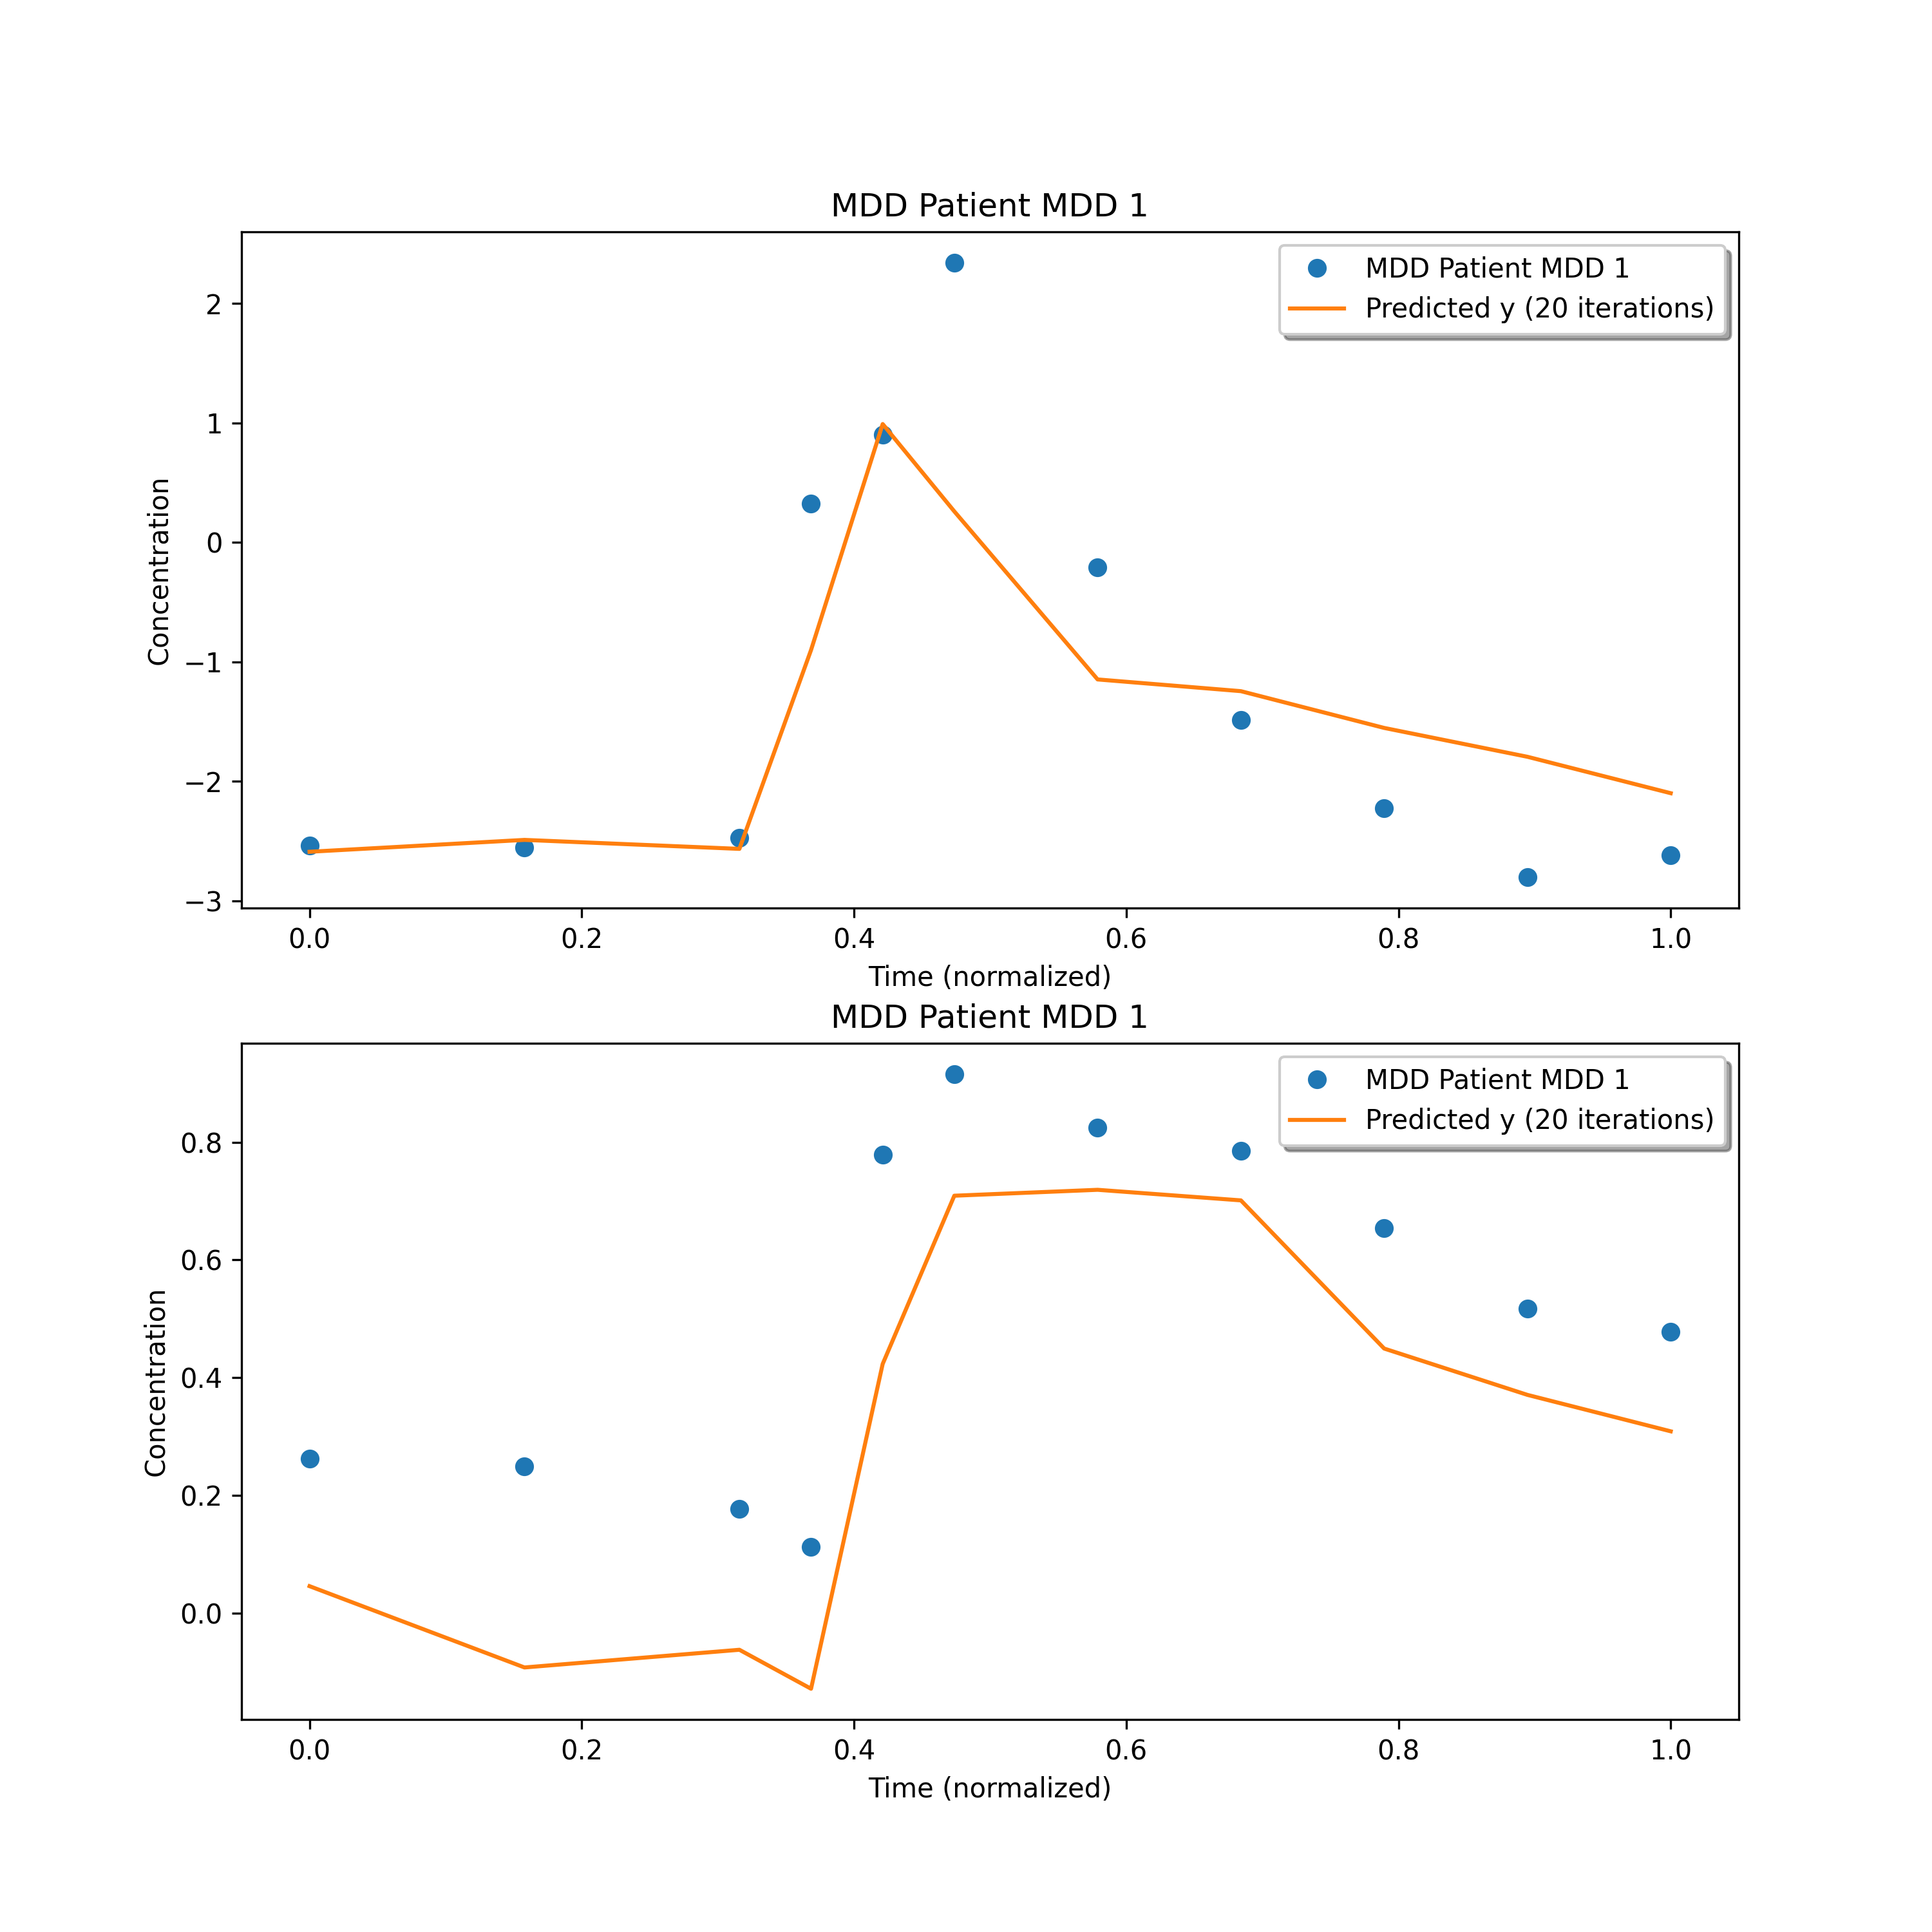 MDD Patient MDD 1
MDD Patient MDD 1
Predicted y (20 iterations)
2
1
0
−1
−2
−3
Concentration
0.0 0.2 0.4 0.6 0.8 1.0
Time (normalized)
MDD Patient MDD 1
MDD Patient MDD 1
Predicted y (20 iterations)
0.8
0.6
0.4
0.2
0.0
Concentration
0.0 0.2 0.4 0.6 0.8 1.0
Time (normalized)